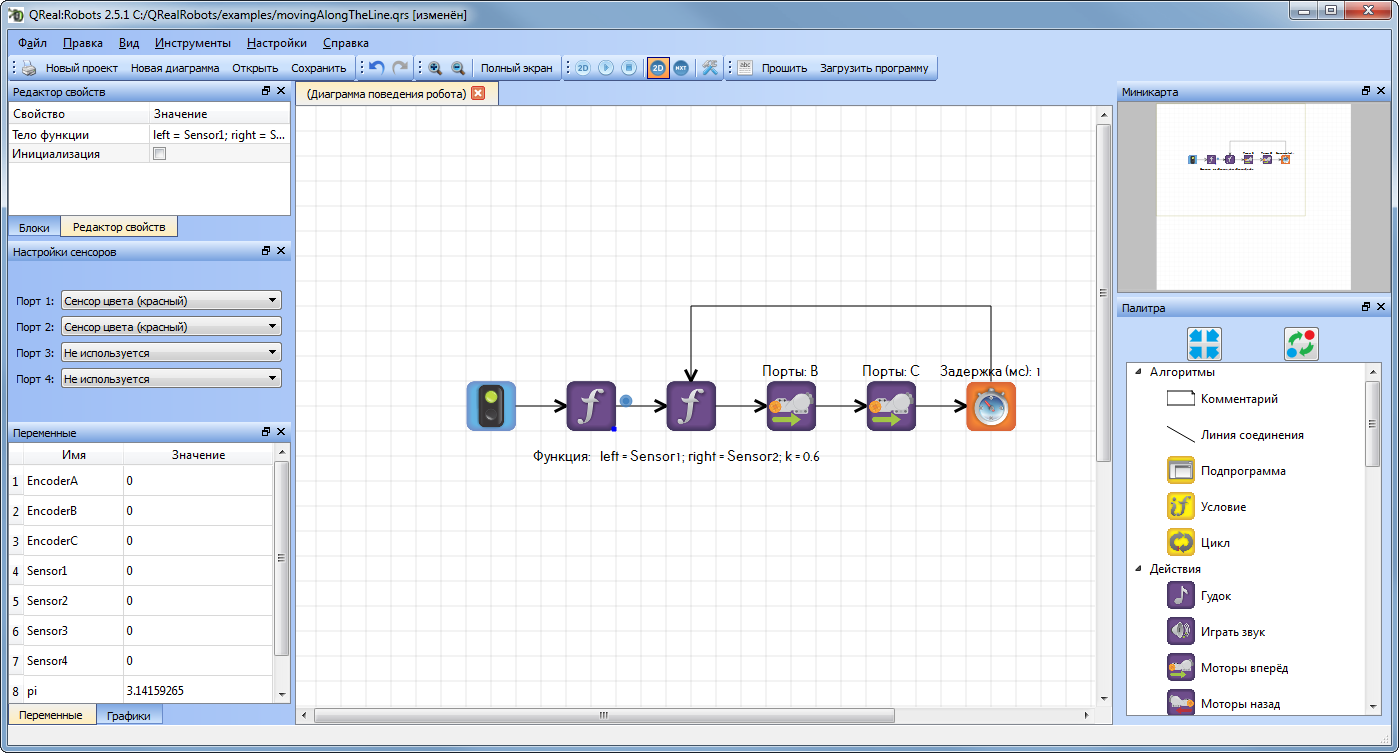 QReal:Robots 2.5.1 C:/QRealRobots/examples/movingAlongTheLine.qrs [изменён]
Файл Правка Вид Инструменты Настройки Справка
Новый проект Новая диаграмма Открыть Сохранить Полный экран 2D 2D NXT abc Прошить Загрузить программу
Редактор свойств
Свойство Значение
Тело функции left = Sensor1; right = S...
Инициализация
Блоки Редактор свойств
Настройки сенсоров
Порт 1: Сенсор цвета (красный)
Порт 2: Сенсор цвета (красный)
Порт 3: Не используется
Порт 4: Не используется
Переменные
Имя Значение
1 EncoderA 0
2 EncoderB 0
3 EncoderC 0
4 Sensor1 0
5 Sensor2 0
6 Sensor3 0
7 Sensor4 0
8 pi 3.14159265
Переменные Графики
(Диаграмма поведения робота)
Порты: B Порты: C Задержка (мс): 1
f f
Функция: left = Sensor1; right = Sensor2; k = 0.6
Миникарта
Палитра
Алгоритмы
Комментарий
Линия соединения
Подпрограмма
if Условие
Цикл
Действия
Гудок
Играть звук
Моторы вперёд
Моторы назад